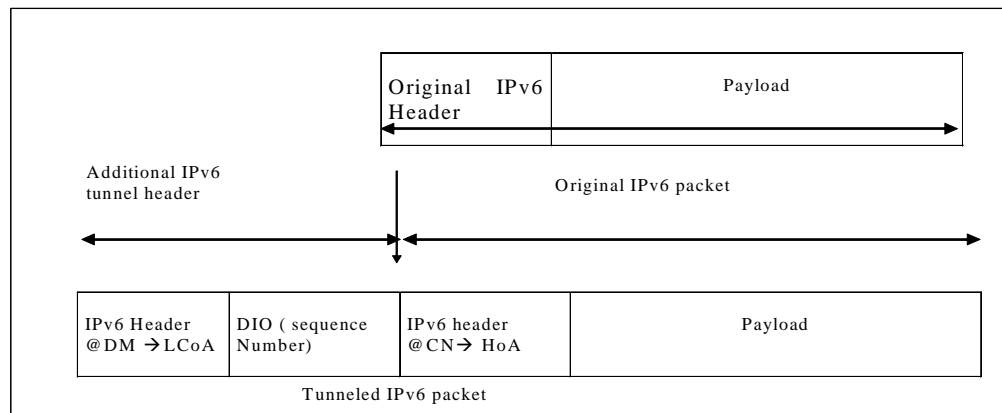 Original IPv6
Header
Payload
Additional IPv6
tunnel header
Original IPv6 packet
IPv6 Header
@DM →LCoA
DIO ( sequence
Number)
IPv6 header
@CN→ HoA
Payload
Tunneled IPv6 packet